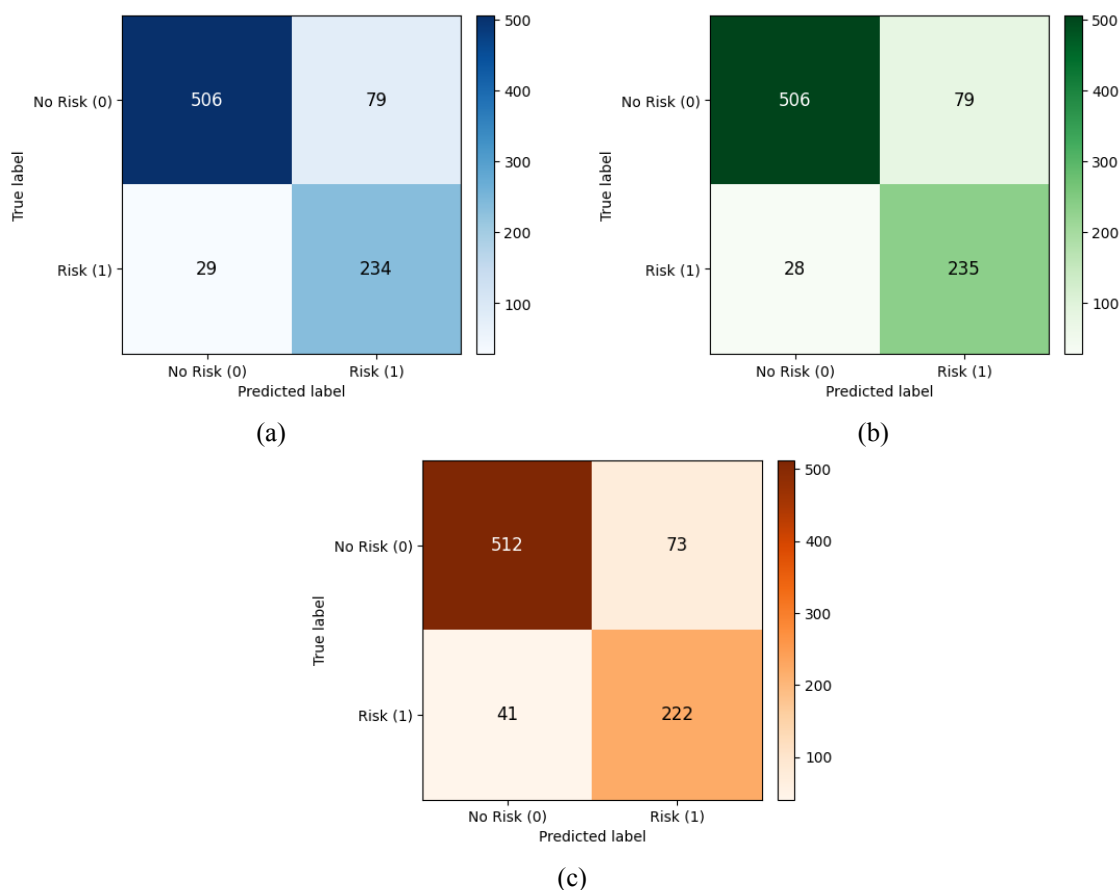 500
No Risk (0)
506
79
400
300
200
Risk (1)
29
234
100
True label
No Risk (0)
Risk (1)
Predicted label
(a)
500
No Risk (0)
506
79
400
300
200
Risk (1)
28
235
100
True label
No Risk (0)
Risk (1)
Predicted label
(b)
500
No Risk (0)
512
73
400
300
200
Risk (1)
41
222
100
True label
No Risk (0)
Risk (1)
Predicted label
(c)